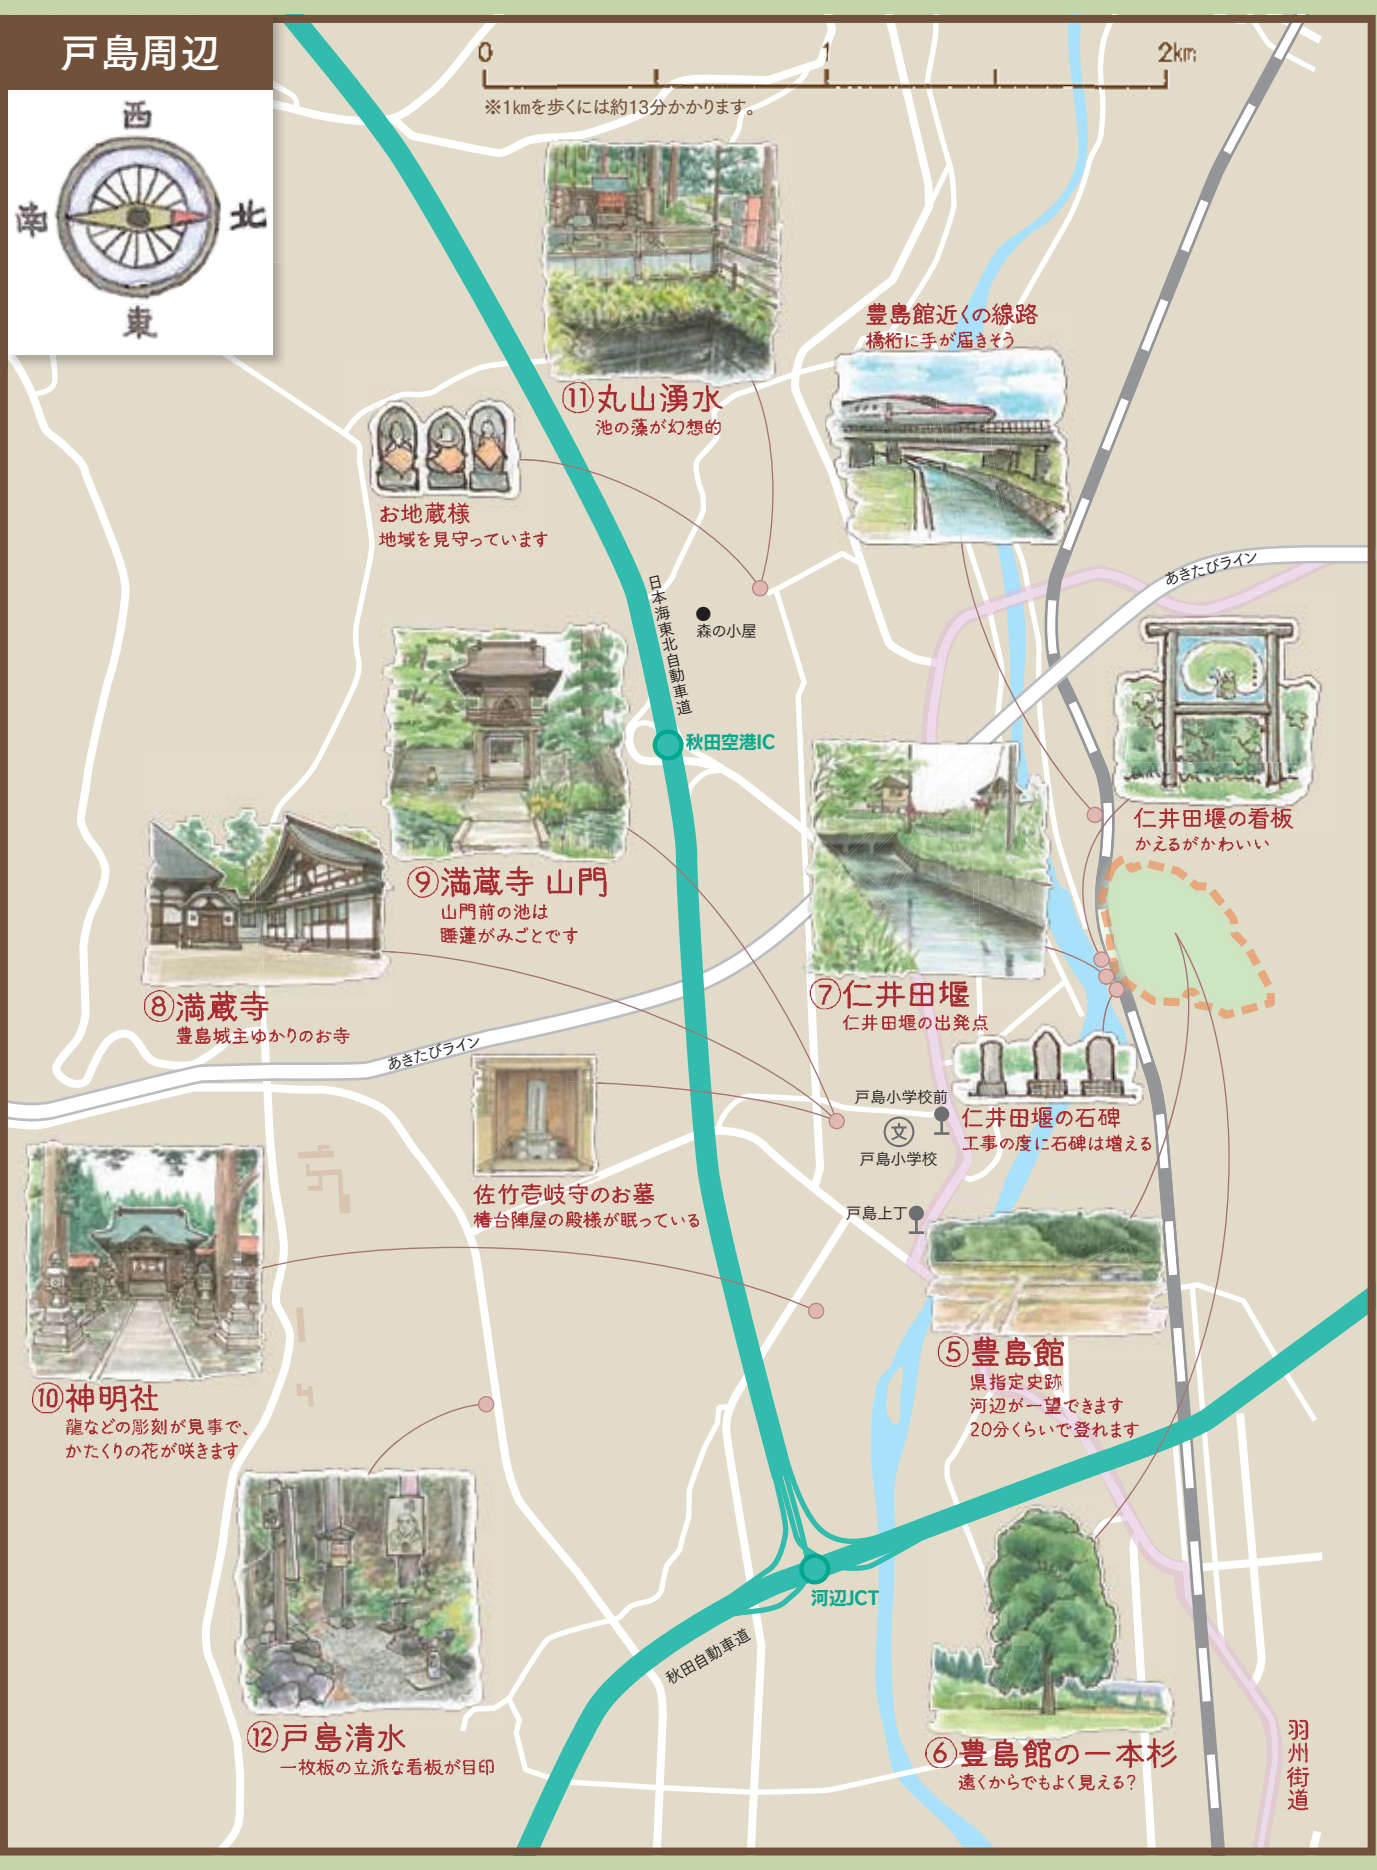 戸島周辺
西
南
北
東
0
1
2km
※1kmを歩くには約13分かかります。
豊島館近くの線路
橋桁に手が届きそう
⑪丸山湧水
池の藻が幻想的
お地蔵様
地域を見守っています
日本海東北自動車道
森の小屋
あきたびライン
秋田空港IC
仁井田堰の看板
かえるがかわいい
⑨満蔵寺 山門
山門前の池は
睡蓮がみごとです
⑧満蔵寺
豊島城主ゆかりのお寺
⑦仁井田堰
仁井田堰の出発点
あきたびライン
戸島小学校前
文
戸島小学校
仁井田堰の石碑
工事の度に石碑は増える
佐竹壱岐守のお墓
椿台陣屋の殿様が眠っている
戸島上丁
⑤豊島館
県指定史跡
河辺が一望できます
20分くらいで登れます
⑩神明社
龍などの彫刻が見事で、
かたくりの花が咲きます
河辺JCT
秋田自動車道
⑫戸島清水
一枚板の立派な看板が目印
⑥豊島館の一本杉
遠くからでもよく見える?
羽州街道